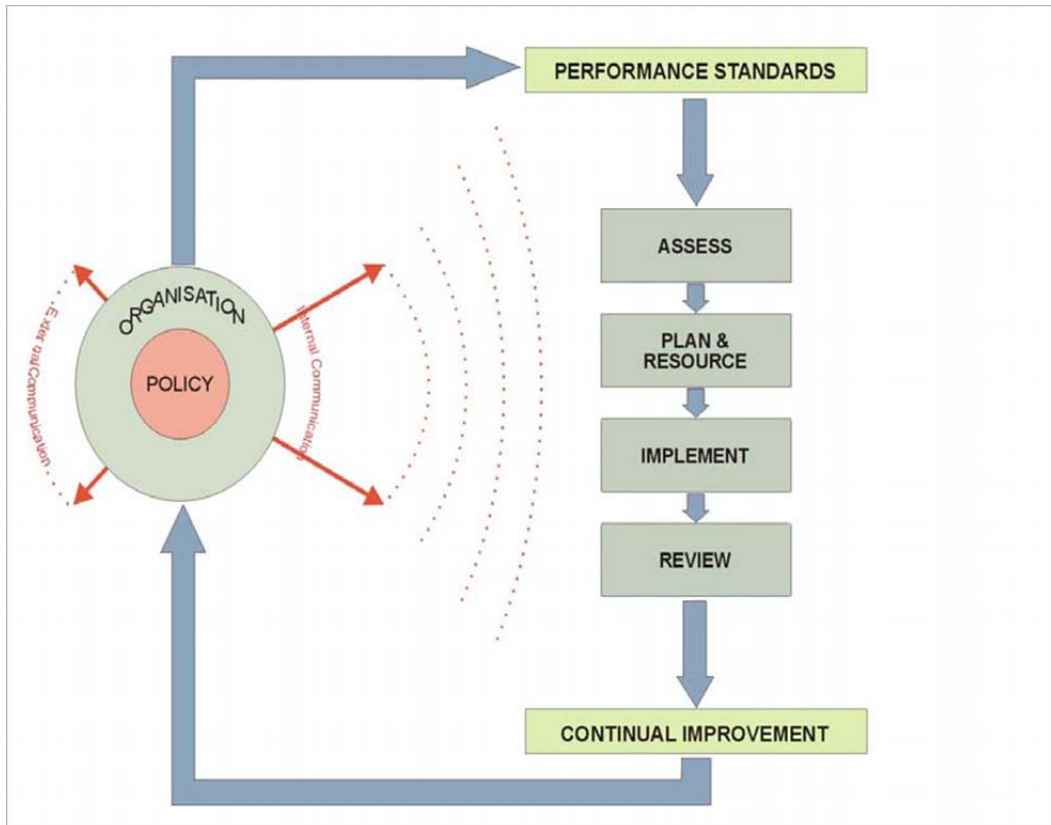 PERFORMANCE STANDARDS
ASSESS
PLAN &
RESOURCE
IMPLEMENT
REVIEW
CONTINUAL IMPROVEMENT
ORGANISATION
POLICY
External Communication
Internal Communication